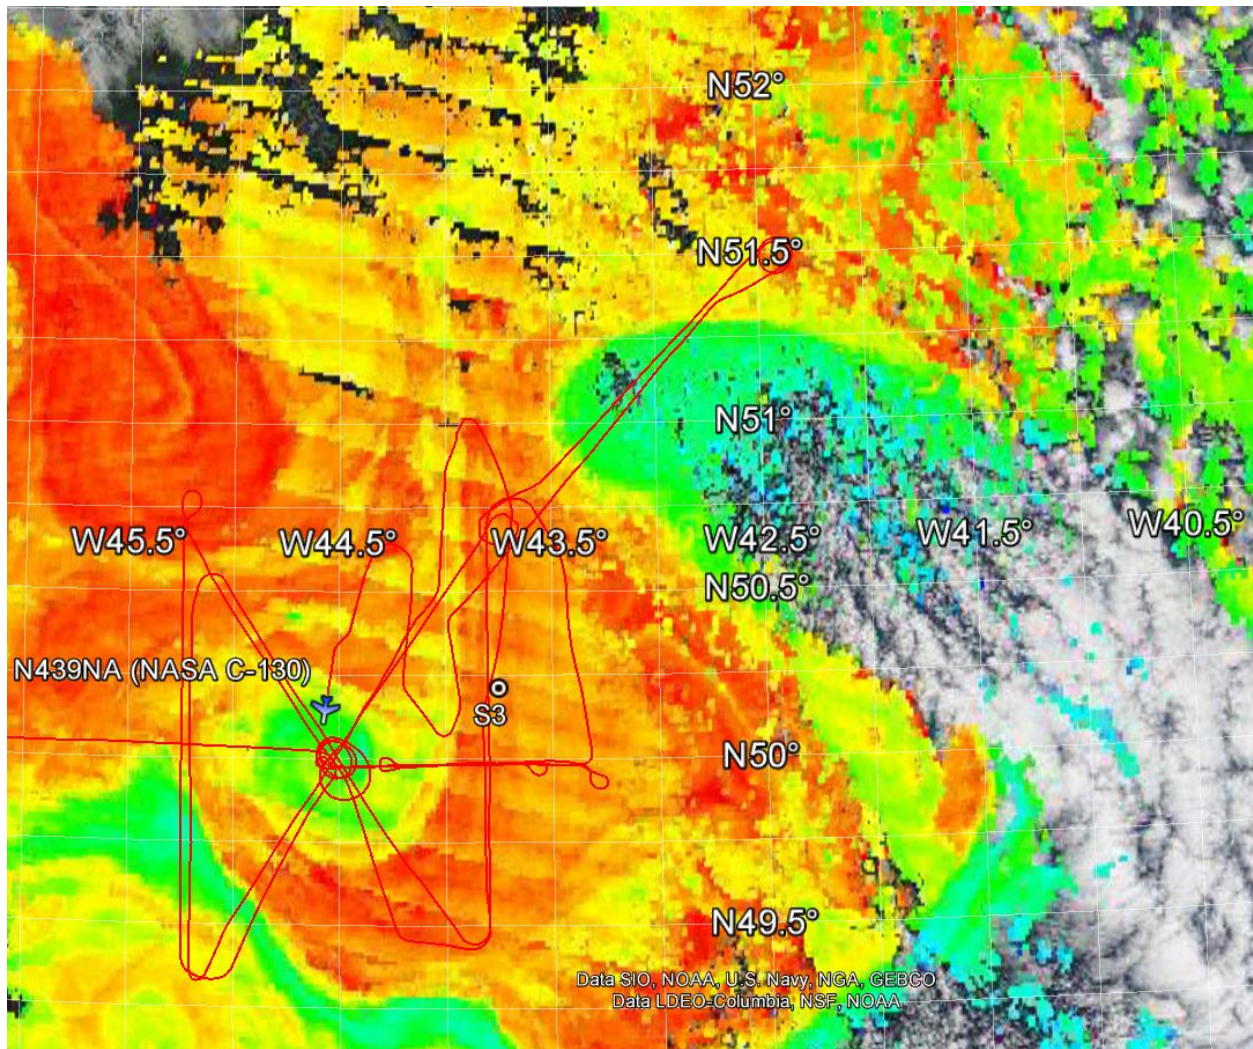 N52°
N51.5°
N51°
W45.5° W44.5° W43.5° W42.5° W41.5° W40.5°
N50.5°
N439NA (NASA C-130)
S3
N50°
N49.5°
Data SIO, NOAA, U.S. Navy, NGA, GEBCO
Data LDEO-Columbia, NSF, NOAA